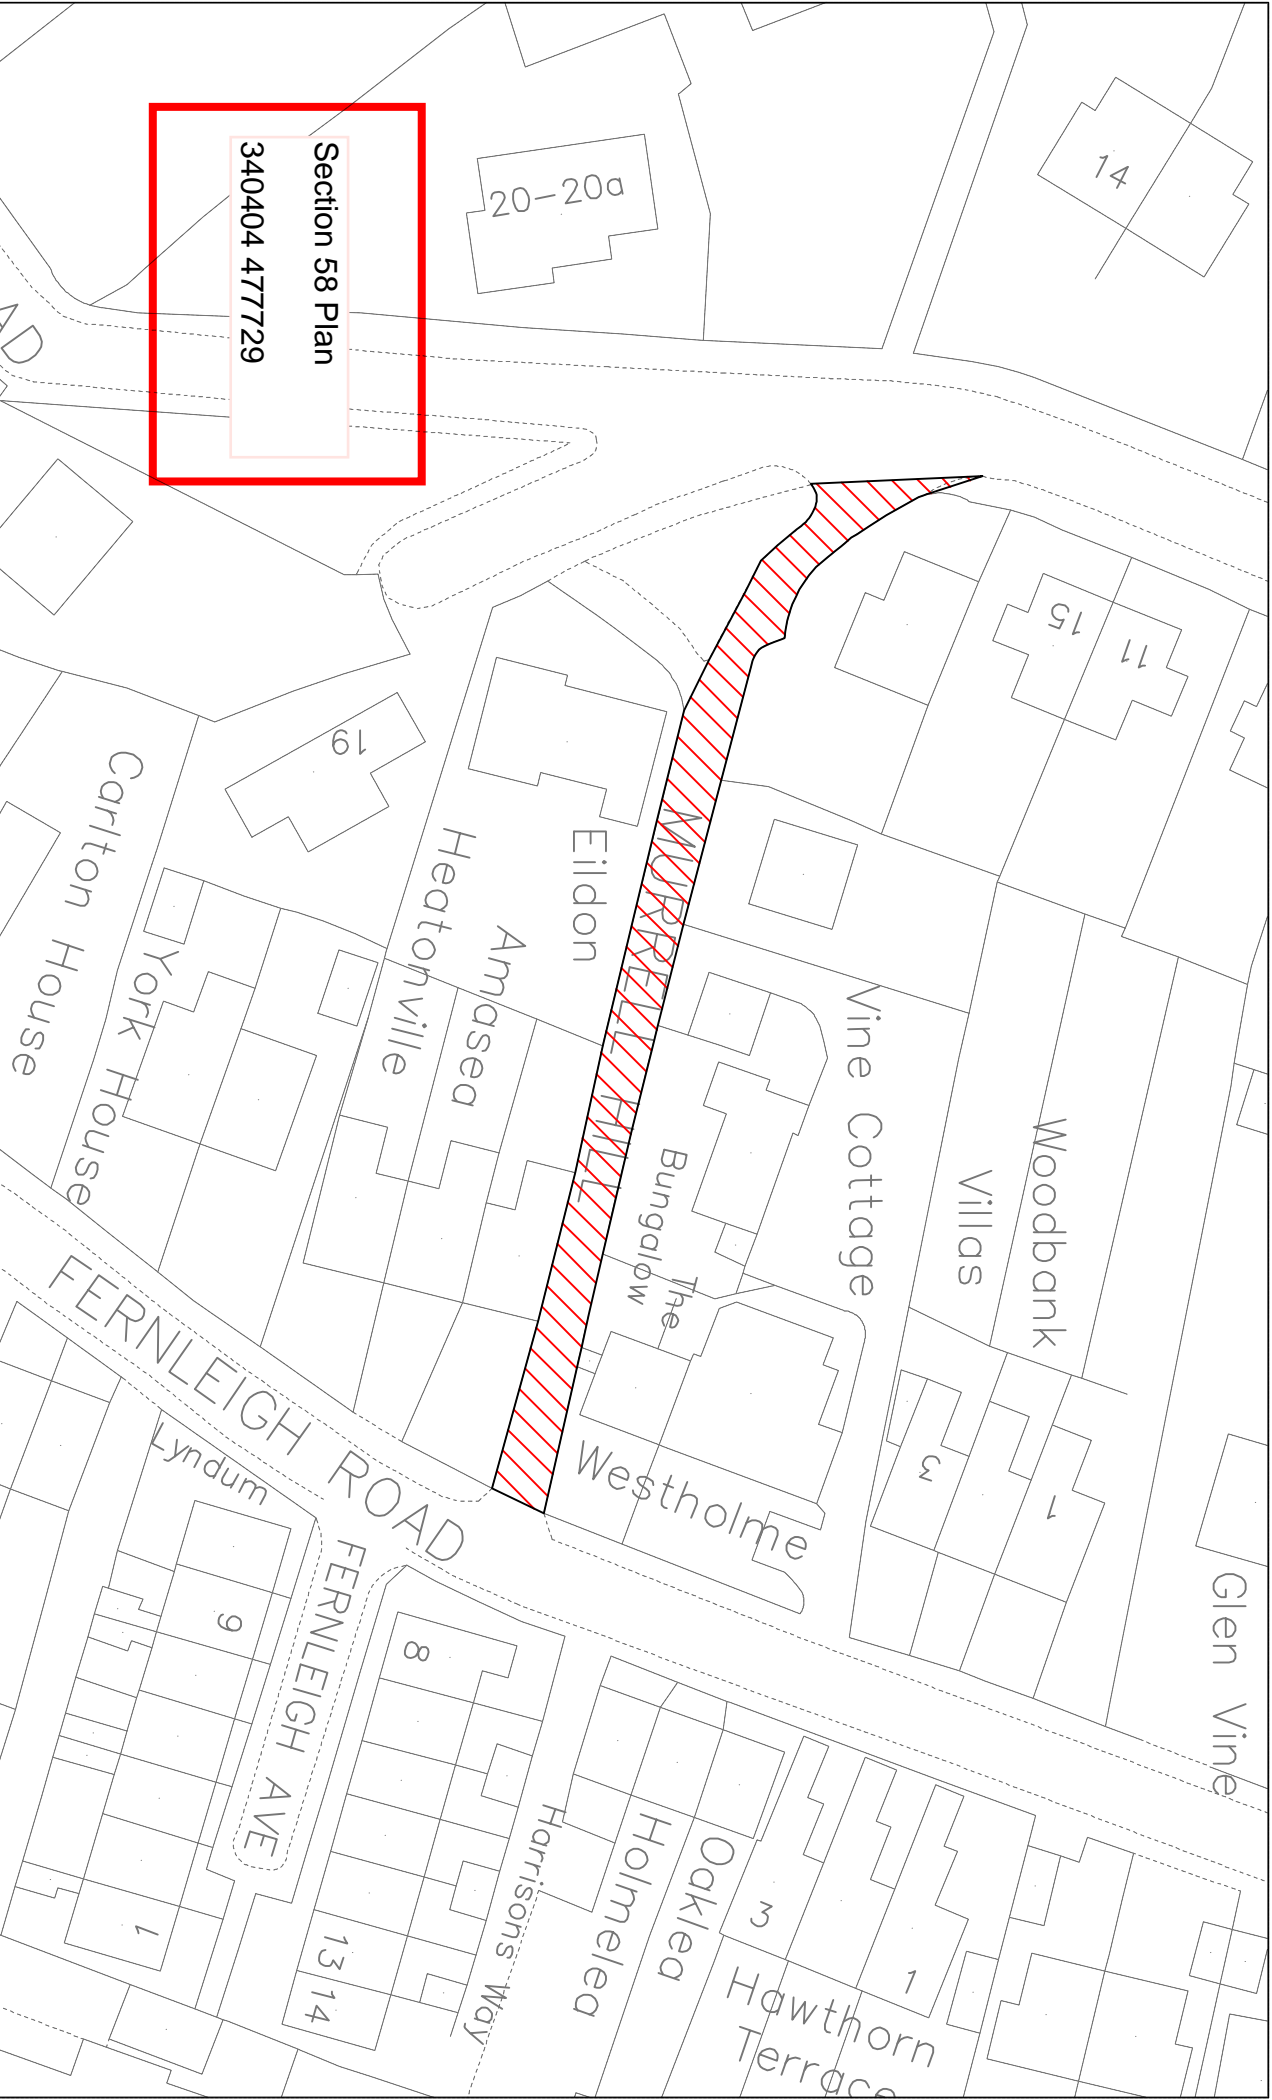 Section 58 Plan
340404 477729
14
20-20a
AD
15
11
19
Carlton House
York House
Heatonville
Amasea
Eildon
MURRELL HILL
Vine Cottage
The
Bungalow
Woodbank
Villas
3
1
Westholme
Glen Vine
FERNLEIGH ROAD
Lyndum
FERNLEIGH AVE
9
8
1
13
14
Harrisons Way
Holmelea
Oaklea
3
1
Hawthorn
Terrace